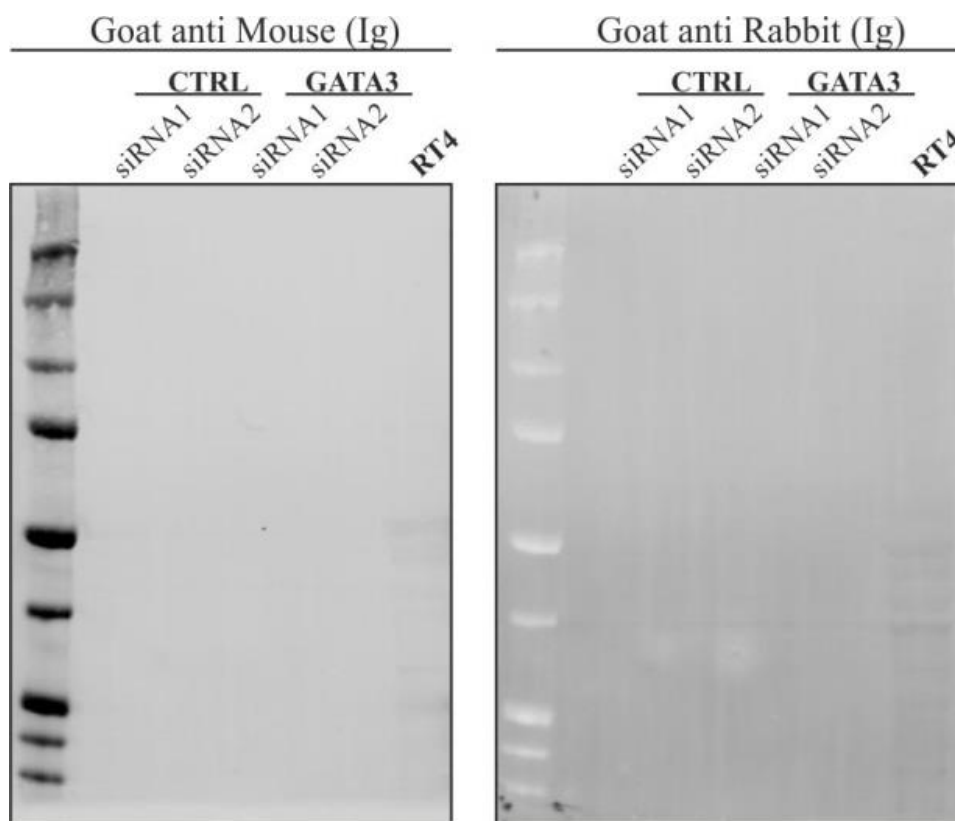 Goat anti Mouse (Ig)
CTRL GATA3
siRNA1 siRNA2 siRNA1 siRNA2 RT4
Goat anti Rabbit (Ig)
CTRL GATA3
siRNA1 siRNA2 siRNA1 siRNA2 RT4